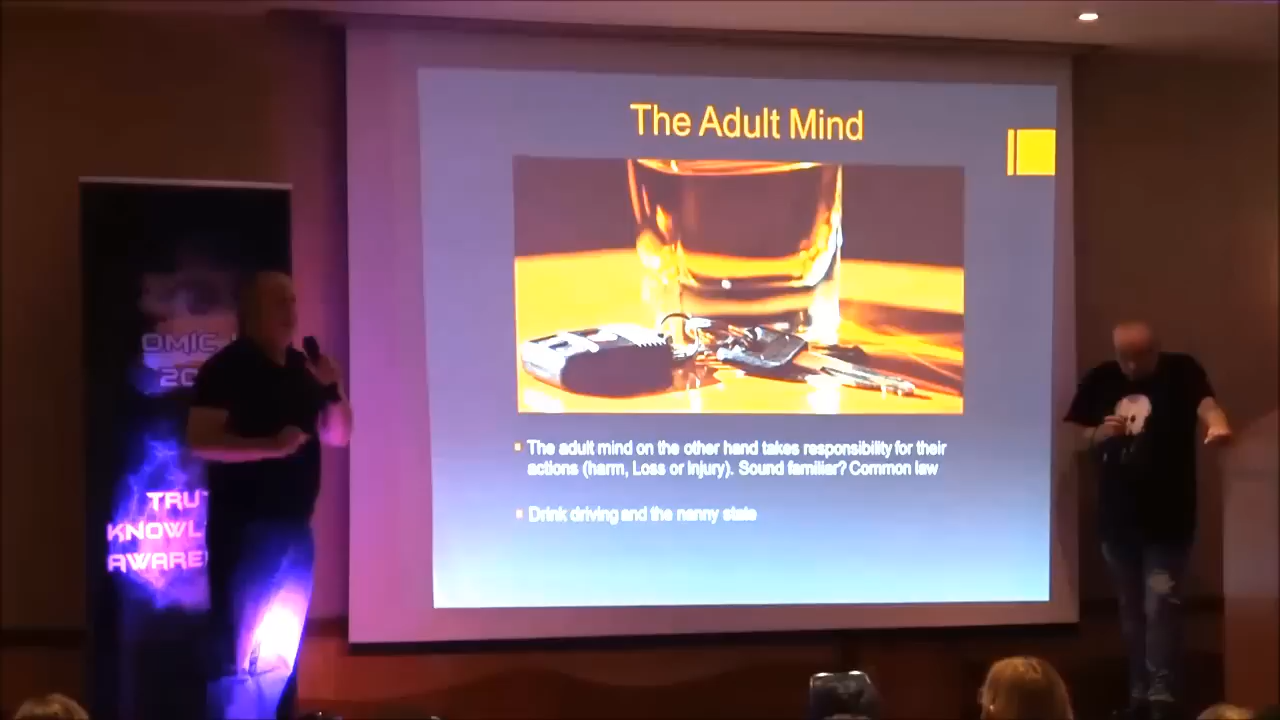 The Adult Mind
The adult mind on the other hand takes responsibility for their
actions (harm, Loss or Injury). Sound familiar? Common law
Drink driving and the nanny state
OMIC
20
TRU
KNOWL
AWARE